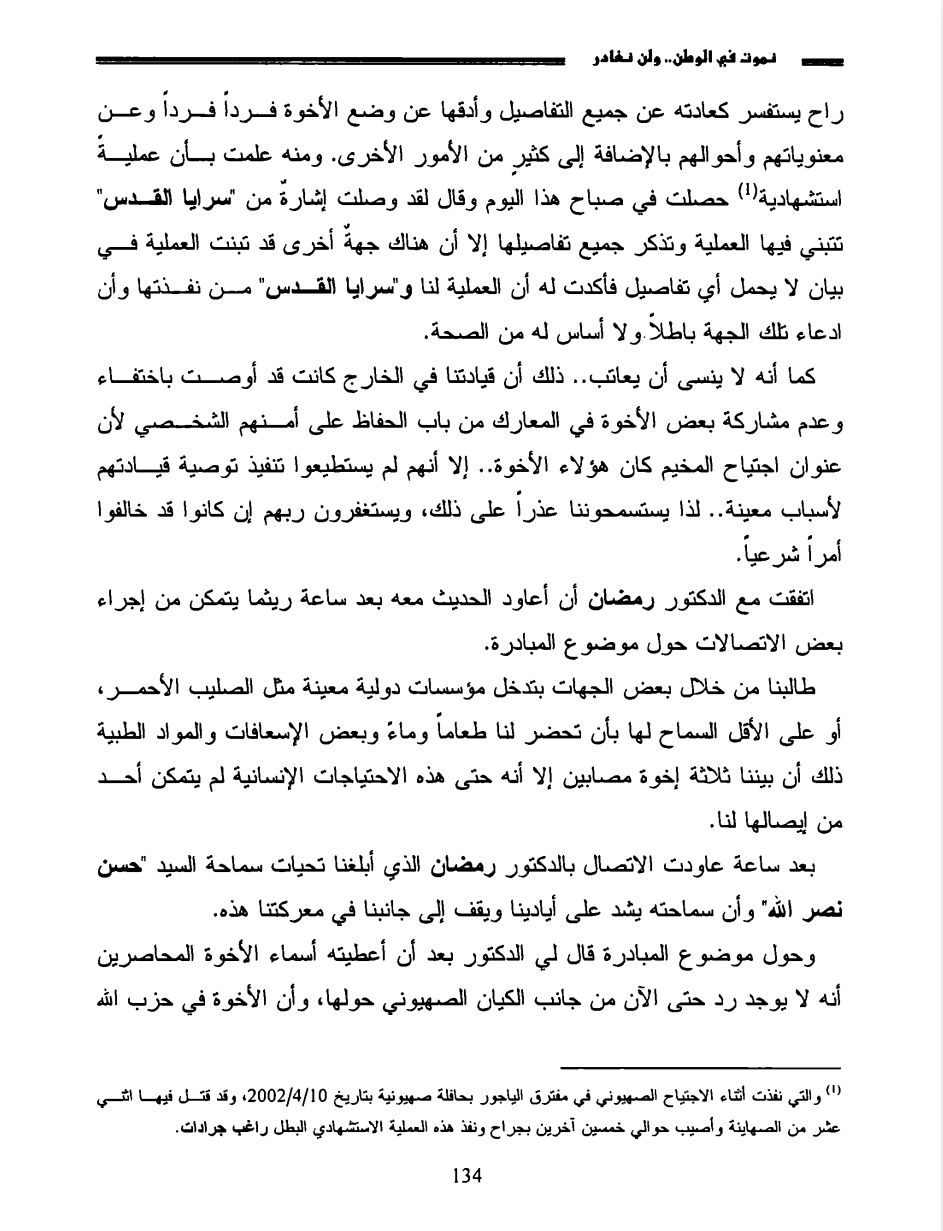 نموت في الوطن.. ولن نغادر
راح يستفسر كعادته عن جميع التفاصيل وأدقها عن وضع الأخوة فرداً فرداً وعن
معنوياتهم وأحوالهم بالإضافة إلى كثيرٍ من الأمور الأخرى. ومنه علمت بأن عمليةً
استشهادية(1) حصلت في صباح هذا اليوم وقال لقد وصلت إشارةٌ من "سرايا القدس"
تتبني فيها العملية وتذكر جميع تفاصيلها إلا أن هناك جهةٌ أخرى قد تبنت العملية في
بيان لا يحمل أي تفاصيل فأكدت له أن العملية لنا و"سرايا القدس" من نفذتها وأن
ادعاء تلك الجهة باطلاً ولا أساس له من الصحة.
كما أنه لا ينسى أن يعاتب.. ذلك أن قيادتنا في الخارج كانت قد أوصت باختفاء
وعدم مشاركة بعض الأخوة في المعارك من باب الحفاظ على أمنهم الشخصي لأن
عنوان اجتياح المخيم كان هؤلاء الأخوة.. إلا أنهم لم يستطيعوا تنفيذ توصية قيادتهم
لأسباب معينة.. لذا يستسمحوننا عذراً على ذلك، ويستغفرون ربهم إن كانوا قد خالفوا
أمراً شرعياً.
اتفقت مع الدكتور رمضان أن أعاود الحديث معه بعد ساعة ريثما يتمكن من إجراء
بعض الاتصالات حول موضوع المبادرة.
طالبنا من خلال بعض الجهات بتدخل مؤسسات دولية معينة مثل الصليب الأحمر،
أو على الأقل السماح لها بأن تحضر لنا طعاماً وماءً وبعض الإسعافات والمواد الطبية
ذلك أن بيننا ثلاثة إخوة مصابين إلا أنه حتى هذه الاحتياجات الإنسانية لم يتمكن أحد
من إيصالها لنا.
بعد ساعة عاودت الاتصال بالدكتور رمضان الذي أبلغنا تحيات سماحة السيد "حسن
نصر الله" وأن سماحته يشد على أيادينا ويقف إلى جانبنا في معركتنا هذه.
وحول موضوع المبادرة قال لي الدكتور بعد أن أعطيته أسماء الأخوة المحاصرين
أنه لا يوجد رد حتى الآن من جانب الكيان الصهيوني حولها، وأن الأخوة في حزب الله
(1) والتي نفذت أثناء الاجتياح الصهيوني في مفترق الياجور بحافلة صهيونية بتاريخ 2002/4/10، وقد قتل فيها اثني
عشر من الصهاينة وأصيب حوالي خمسين آخرين بجراح ونفذ هذه العملية الاستشهادي البطل راغب جرادات.
134